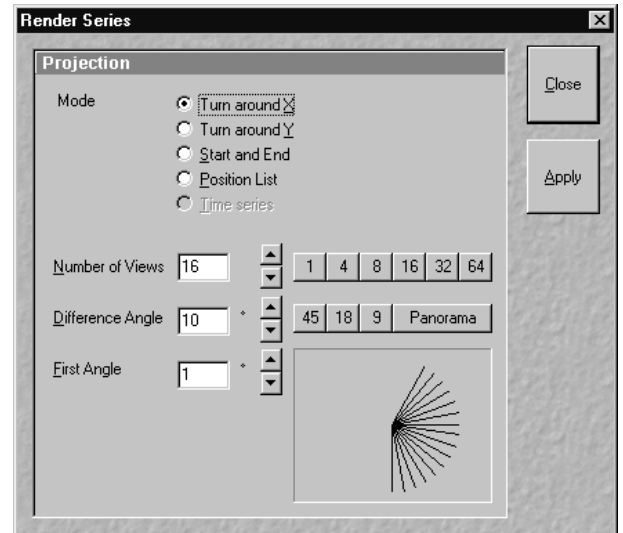 Render Series
Projection
Close
Mode
Turn around X
Turn around Y
Start and End
Position List
Apply
Time series
Number of Views 16 1 4 8 16 32 64
Difference Angle 10 ° 45 18 9 Panorama
First Angle 1 °